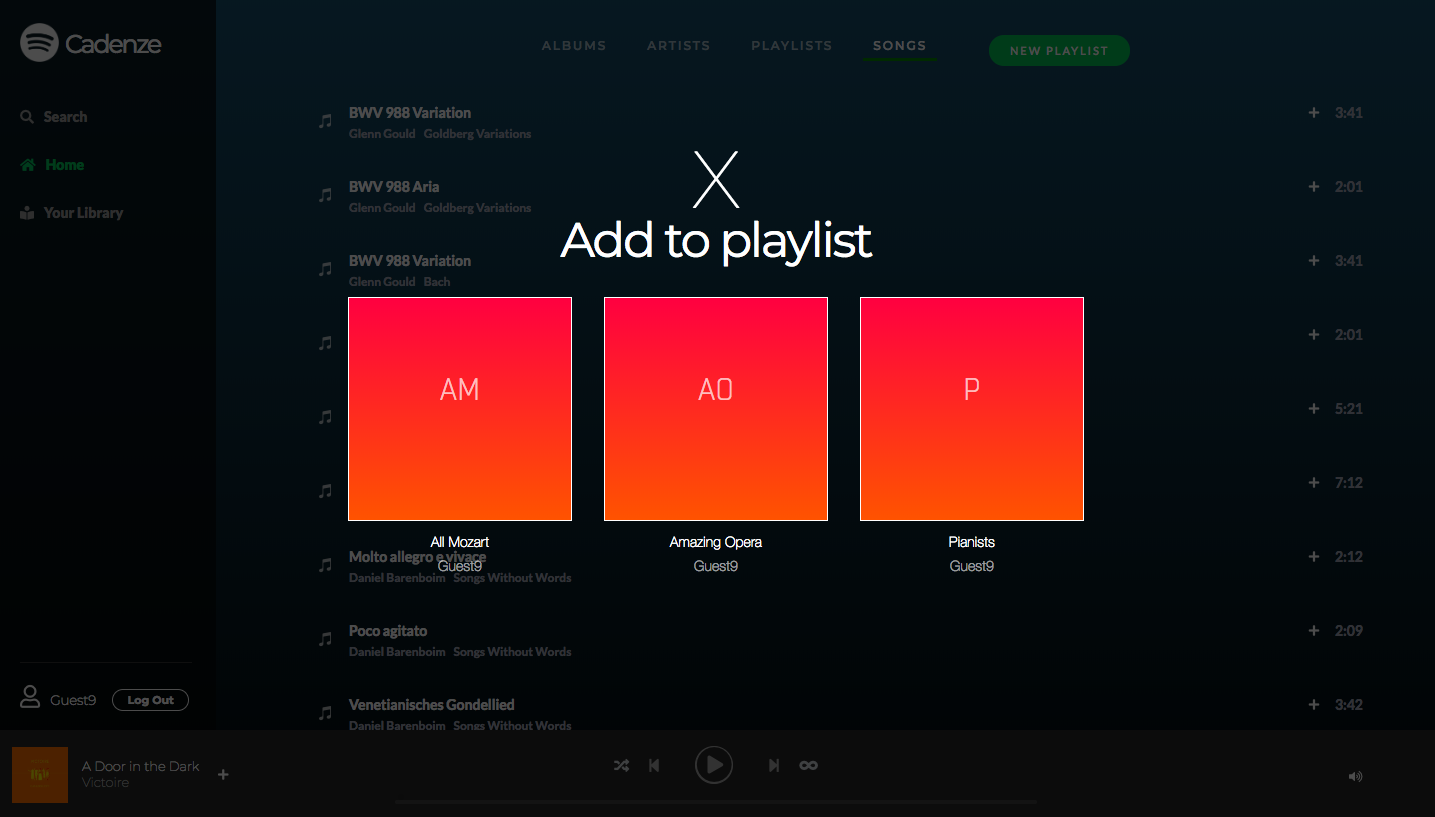 Cadenze
ALBUMS ARTISTS PLAYLISTS SONGS NEW PLAYLIST
Search
Home
Your Library
BWV 988 Variation 3:41
Glenn Gould Goldberg Variations
BWV 988 Aria 2:01
Glenn Gould Goldberg Variations
X
Add to playlist
BWV 988 Variation 3:41
Glenn Gould Bach
2:01
AM AO P
5:21
7:12
All Mozart Amazing Opera Pianists
Guest9 Guest9 Guest9
Molto allegro e vivace 2:12
Daniel Barenboim Songs Without Words
Poco agitato 2:09
Daniel Barenboim Songs Without Words
Venetianisches Gondellied 3:42
Daniel Barenboim Songs Without Words
Guest9 Log Out
A Door in the Dark
Victoire